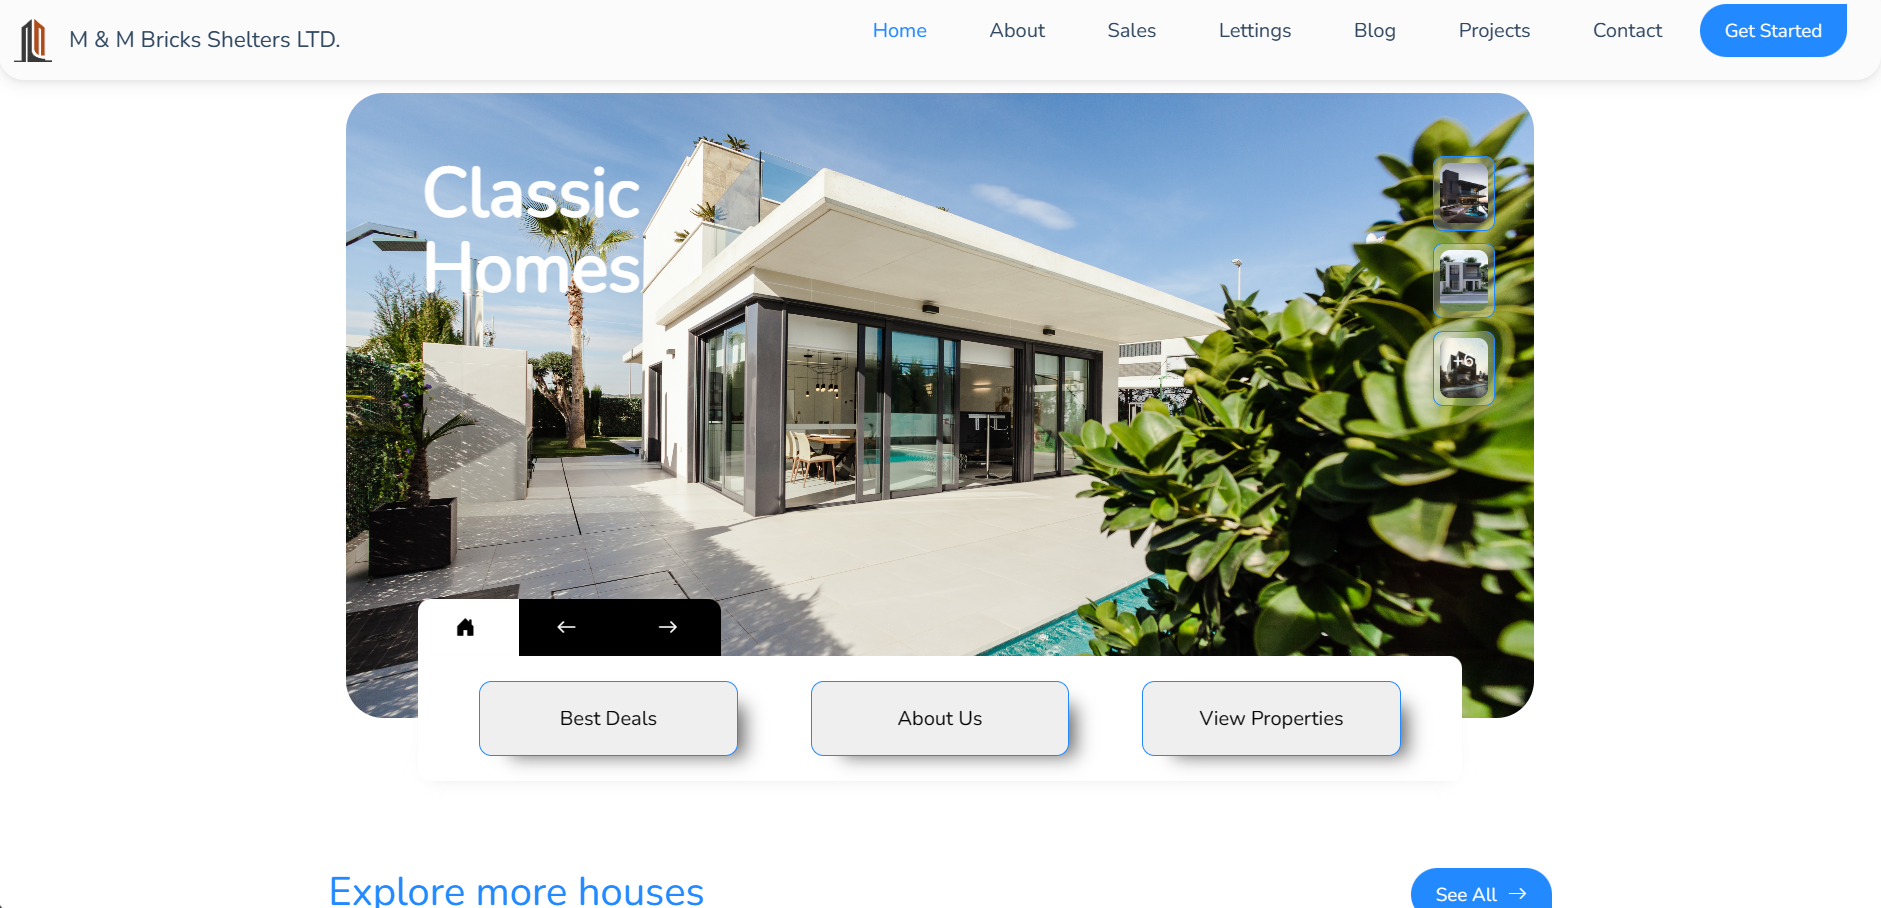 M & M Bricks Shelters LTD.
Home
About
Sales
Lettings
Blog
Projects
Contact
Get Started
Classic
Homes
+6
Best Deals
About Us
View Properties
Explore more houses
See All